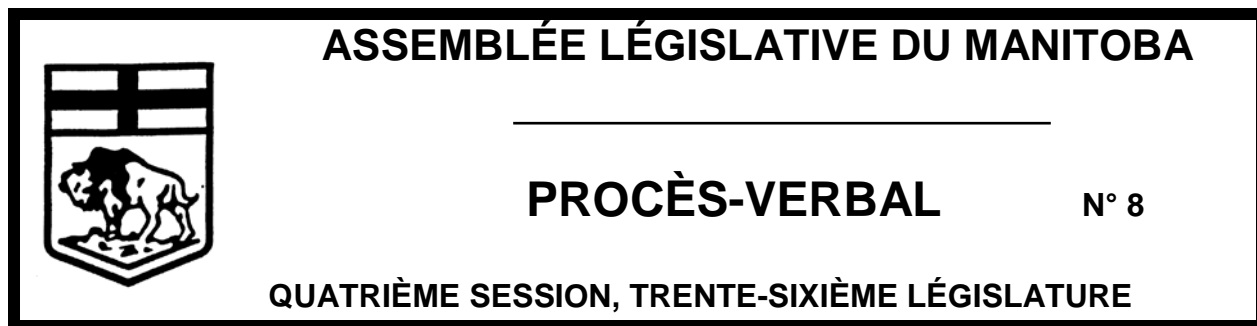 ASSEMBLÉE LÉGISLATIVE DU MANITOBA
PROCÈS-VERBAL N° 8
QUATRIÈME SESSION, TRENTE-SIXIÈME LÉGISLATURE